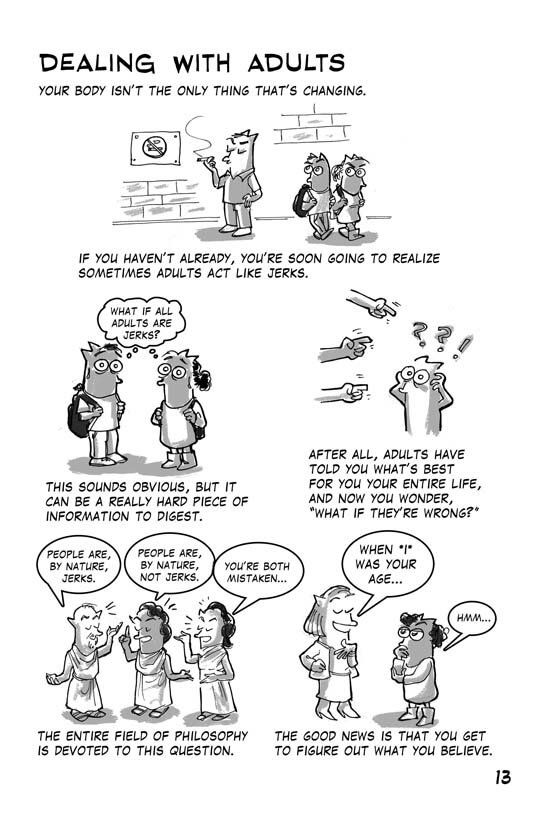 DEALING WITH ADULTS
YOUR BODY ISN'T THE ONLY THING THAT'S CHANGING.
IF YOU HAVEN'T ALREADY, YOU'RE SOON GOING TO REALIZE
SOMETIMES ADULTS ACT LIKE JERKS.
WHAT IF ALL
ADULTS ARE
JERKS?
THIS SOUNDS OBVIOUS, BUT IT
CAN BE A REALLY HARD PIECE OF
INFORMATION TO DIGEST.
? ? !
AFTER ALL, ADULTS HAVE
TOLD YOU WHAT'S BEST
FOR YOU YOUR ENTIRE LIFE,
AND NOW YOU WONDER,
"WHAT IF THEY'RE WRONG?"
PEOPLE ARE,
BY NATURE,
JERKS.
PEOPLE ARE,
BY NATURE,
NOT JERKS.
YOU'RE BOTH
MISTAKEN...
THE ENTIRE FIELD OF PHILOSOPHY
IS DEVOTED TO THIS QUESTION.
WHEN *I*
WAS YOUR
AGE...
HMM...
THE GOOD NEWS IS THAT YOU GET
TO FIGURE OUT WHAT YOU BELIEVE.
13